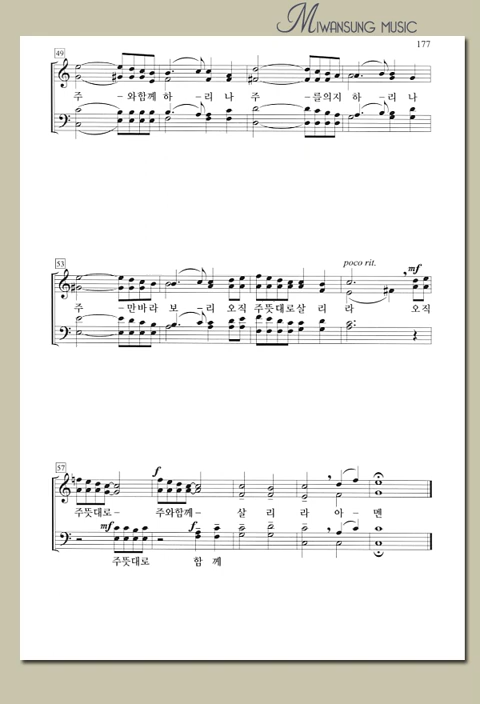 MIWANSUNG MUSIC
177
49
주 - 와함께 하 - 리 나 주 - 를의지 하 - 리 나
53
poco rit.
mf
주 - 만바라 보 - 리 오직 주뜻대로살 리 라 오직
57
f
주뜻대로- 주와함께- 살 리 라 아 - 멘
mf f
주뜻대로 함 께